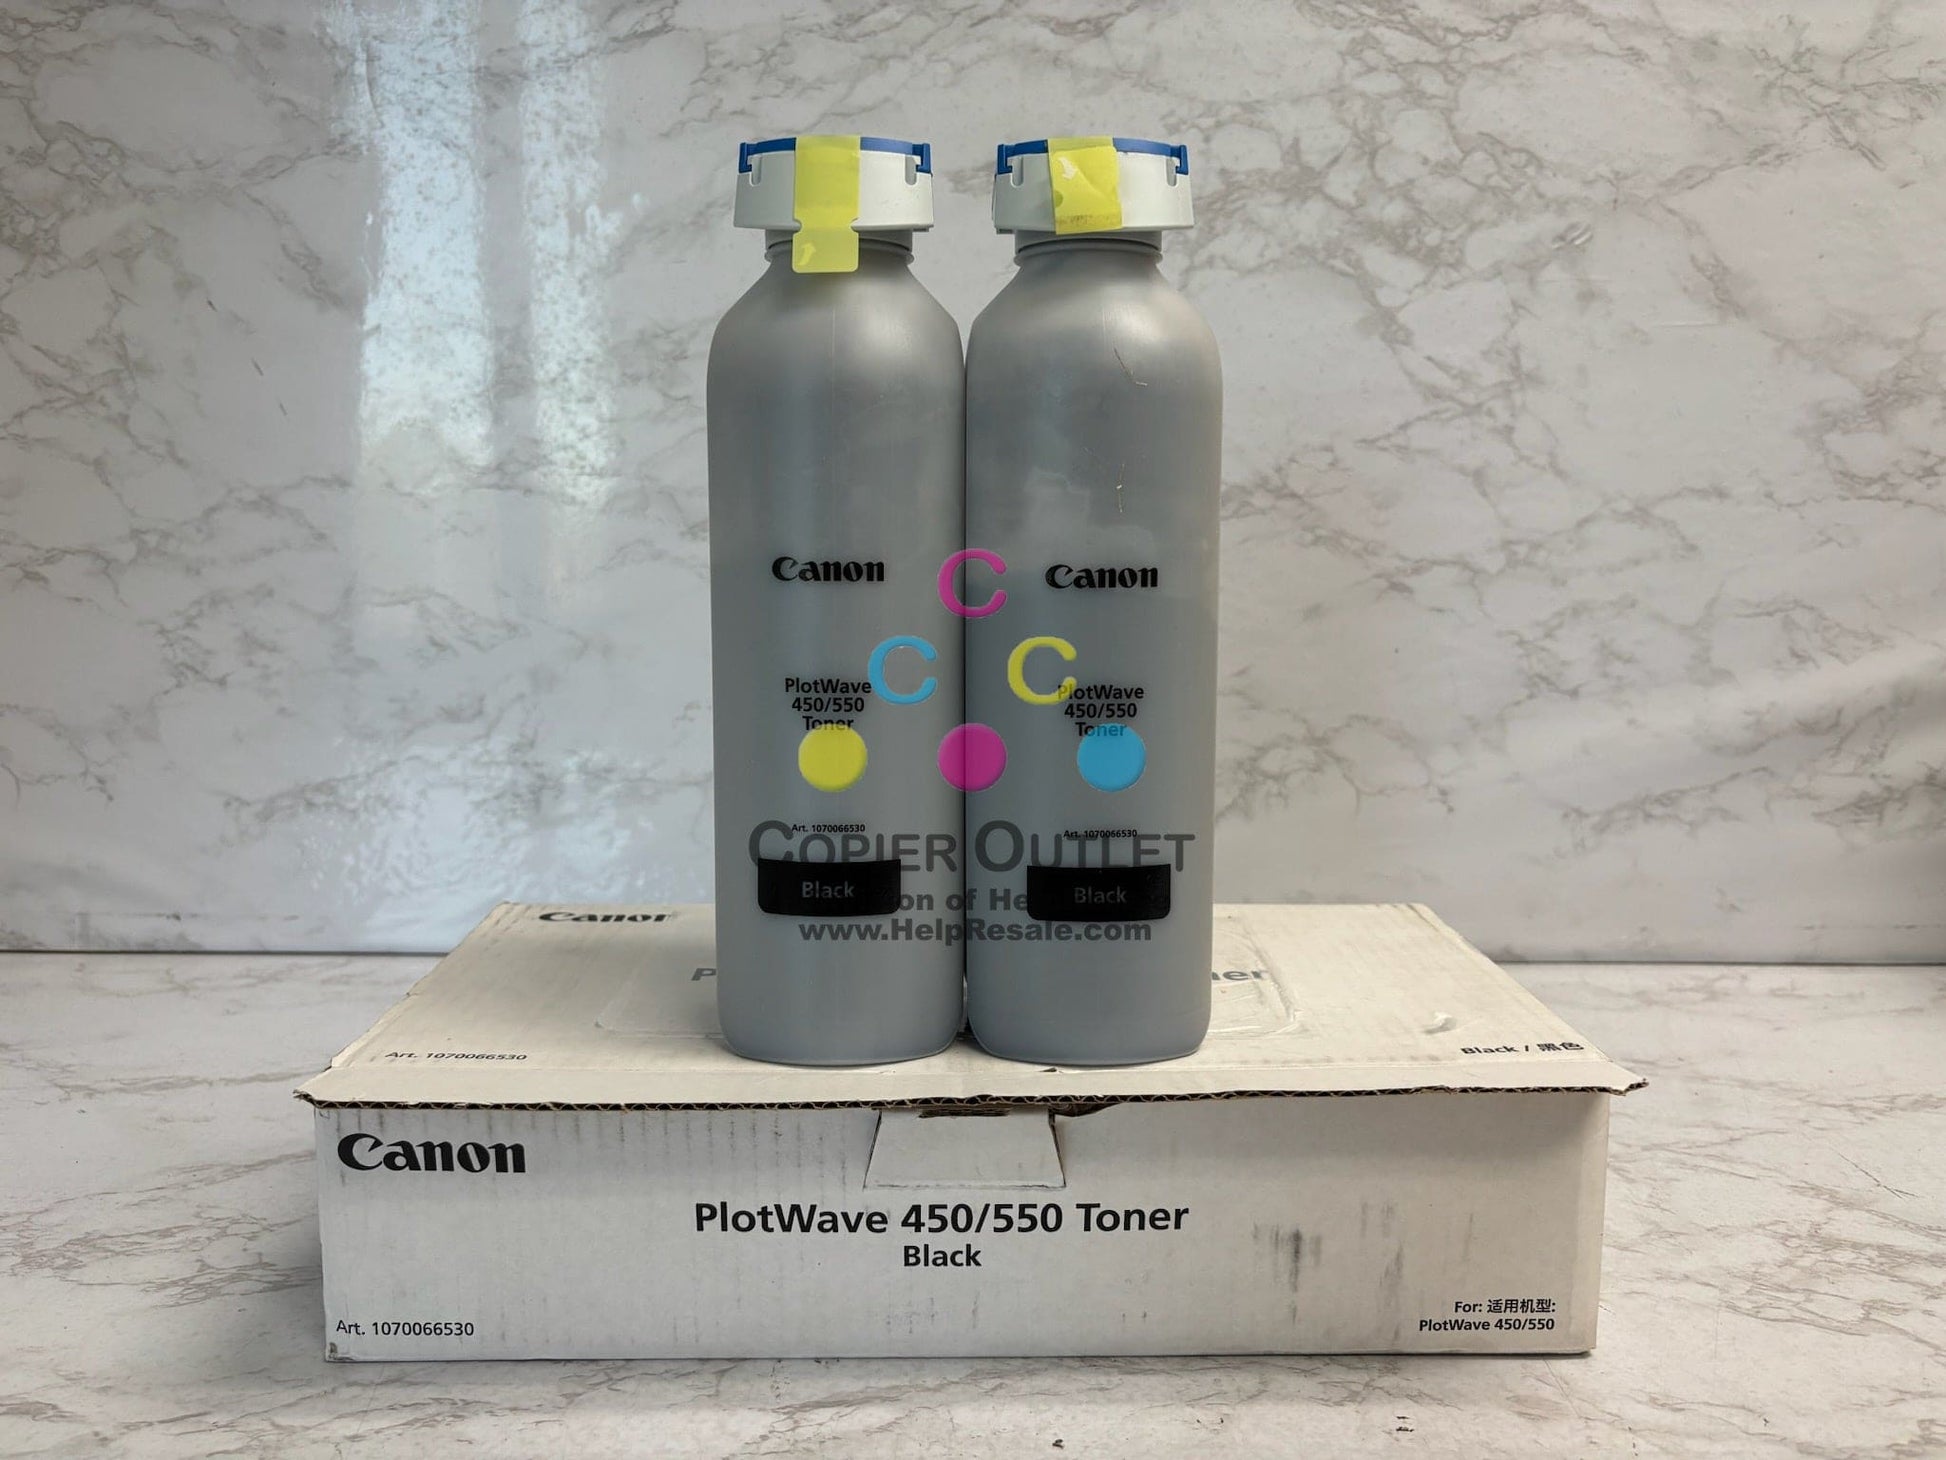 Canon
PlotWave
450/550
Toner
Art. 1070066530
Black
Canon
PlotWave
450/550
Toner
Art. 1070066530
Black
C
C C
COPIER OUTLET
www.HelpResale.com
Canon
Art. 1070066530
Black / 黑色
Canon
PlotWave 450/550 Toner
Black
Art. 1070066530
For: 适用机型:
PlotWave 450/550